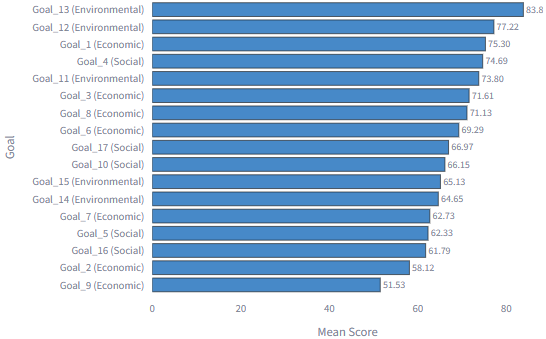 Goal_13 (Environmental) 83.8
Goal_12 (Environmental) 77.22
Goal_1 (Economic) 75.30
Goal_4 (Social) 74.69
Goal_11 (Environmental) 73.80
Goal_3 (Economic) 71.61
Goal_8 (Economic) 71.13
Goal_6 (Economic) 69.29
Goal_17 (Social) 66.97
Goal_10 (Social) 66.15
Goal_15 (Environmental) 65.13
Goal_14 (Environmental) 64.65
Goal_7 (Economic) 62.73
Goal_5 (Social) 62.33
Goal_16 (Social) 61.79
Goal_2 (Economic) 58.12
Goal_9 (Economic) 51.53
Goal
0 20 40 60 80
Mean Score